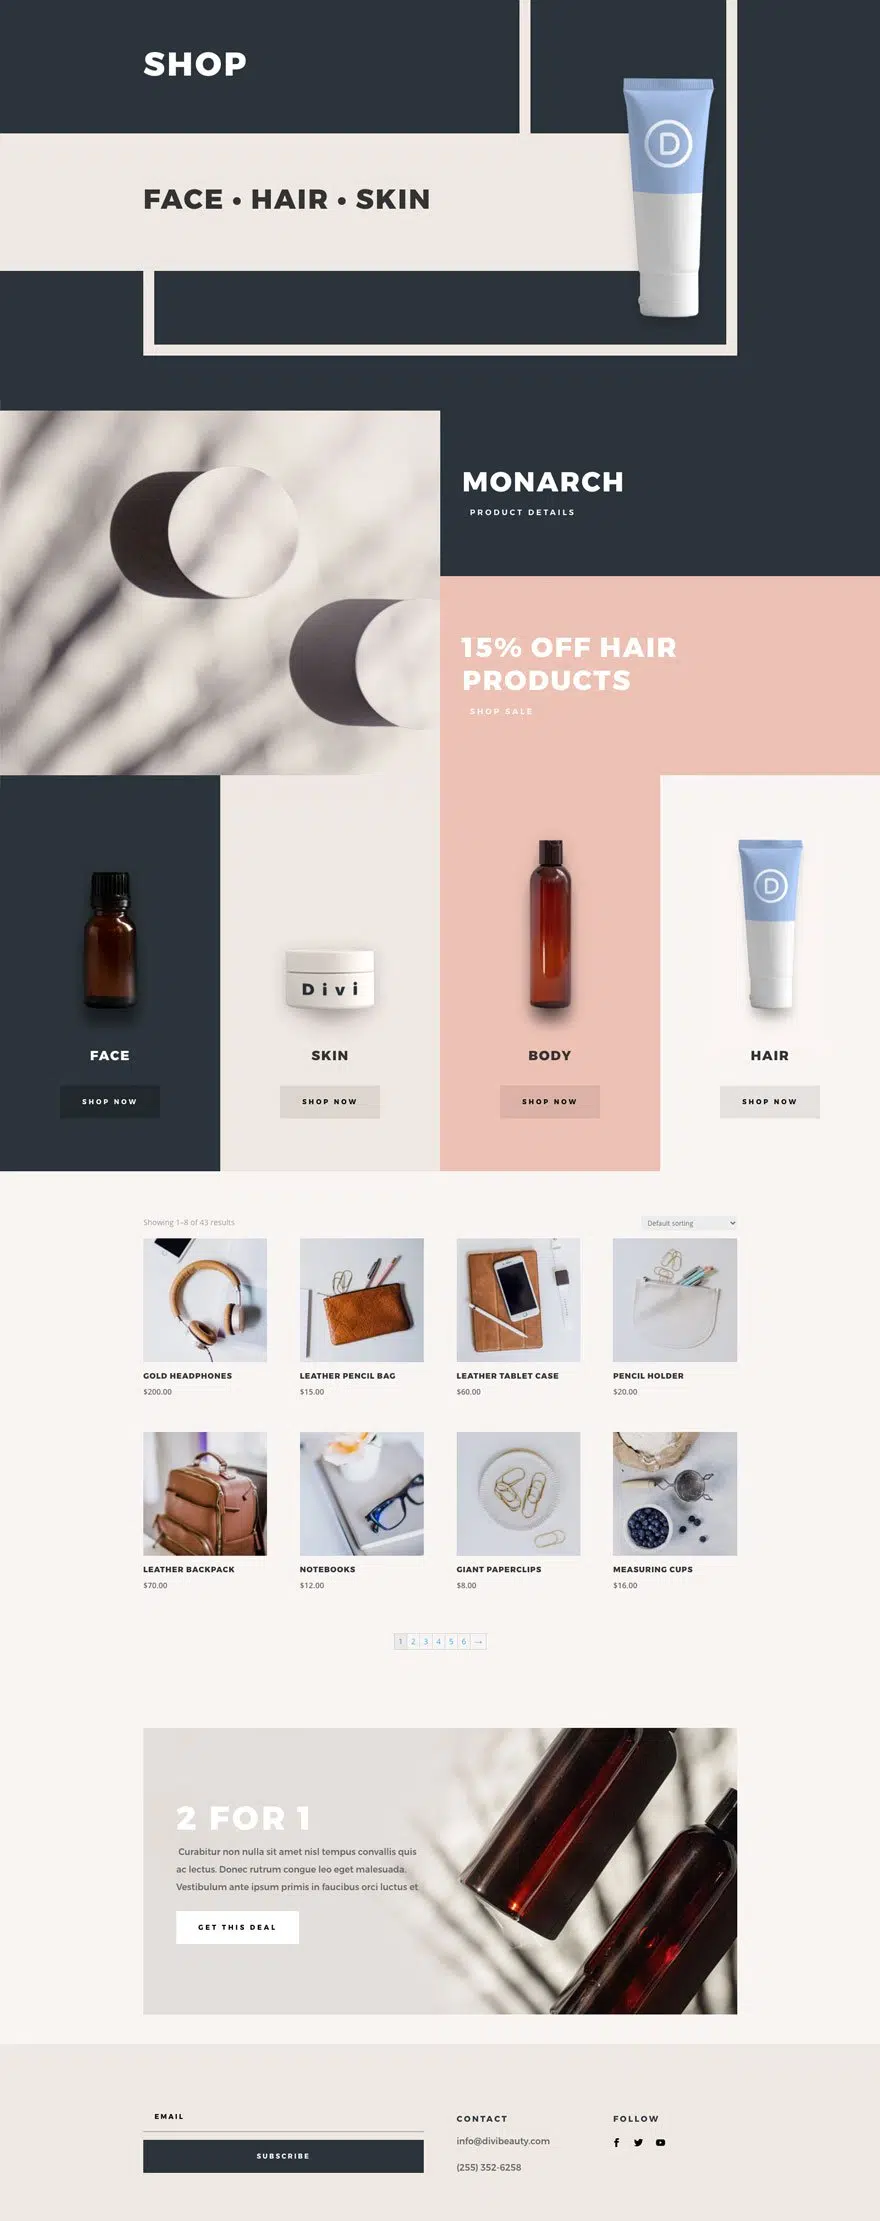 SHOP
D
FACE • HAIR • SKIN
MONARCH
PRODUCT DETAILS
15% OFF HAIR
PRODUCTS
SHOP SALE
D
Divi
FACE
SKIN
BODY
HAIR
SHOP NOW
SHOP NOW
SHOP NOW
SHOP NOW
Showing 1–8 of 43 results
Default sorting
GOLD HEADPHONES
$200.00
LEATHER PENCIL BAG
$15.00
LEATHER TABLET CASE
$60.00
PENCIL HOLDER
$20.00
LEATHER BACKPACK
$70.00
NOTEBOOKS
$12.00
GIANT PAPERCLIPS
$8.00
MEASURING CUPS
$16.00
1 2 3 4 5 6 →
2 FOR 1
Curabitur non nulla sit amet nisl tempus convallis quis
ac lectus. Donec rutrum congue leo eget malesuada.
Vestibulum ante ipsum primis in faucibus orci luctus et
GET THIS DEAL
EMAIL
SUBSCRIBE
CONTACT
info@divibeauty.com
(255) 352-6258
FOLLOW